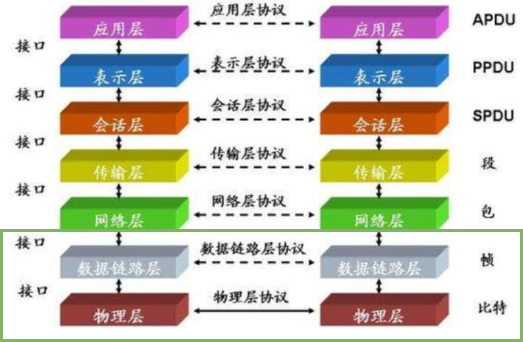 应用层 应用层协议 应用层 APDU
接口
表示层 表示层协议 表示层 PPDU
接口
会话层 会话层协议 会话层 SPDU
接口
传输层 传输层协议 传输层 段
接口
网络层 网络层协议 网络层 包
接口
数据链路层 数据链路层协议 数据链路层 帧
接口
物理层 物理层协议 物理层 比特